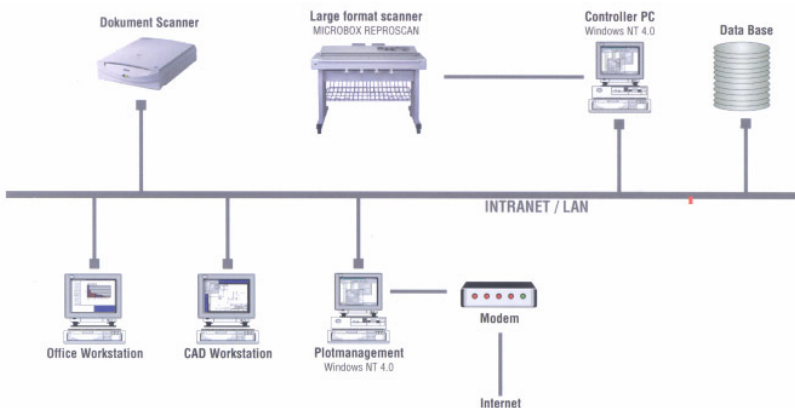 Dokument Scanner
Large format scanner
MICROBOX REPROSCAN
Controller PC
Windows NT 4.0
Data Base
INTRANET / LAN
Office Workstation
CAD Workstation
Plotmanagement
Windows NT 4.0
Modem
Internet